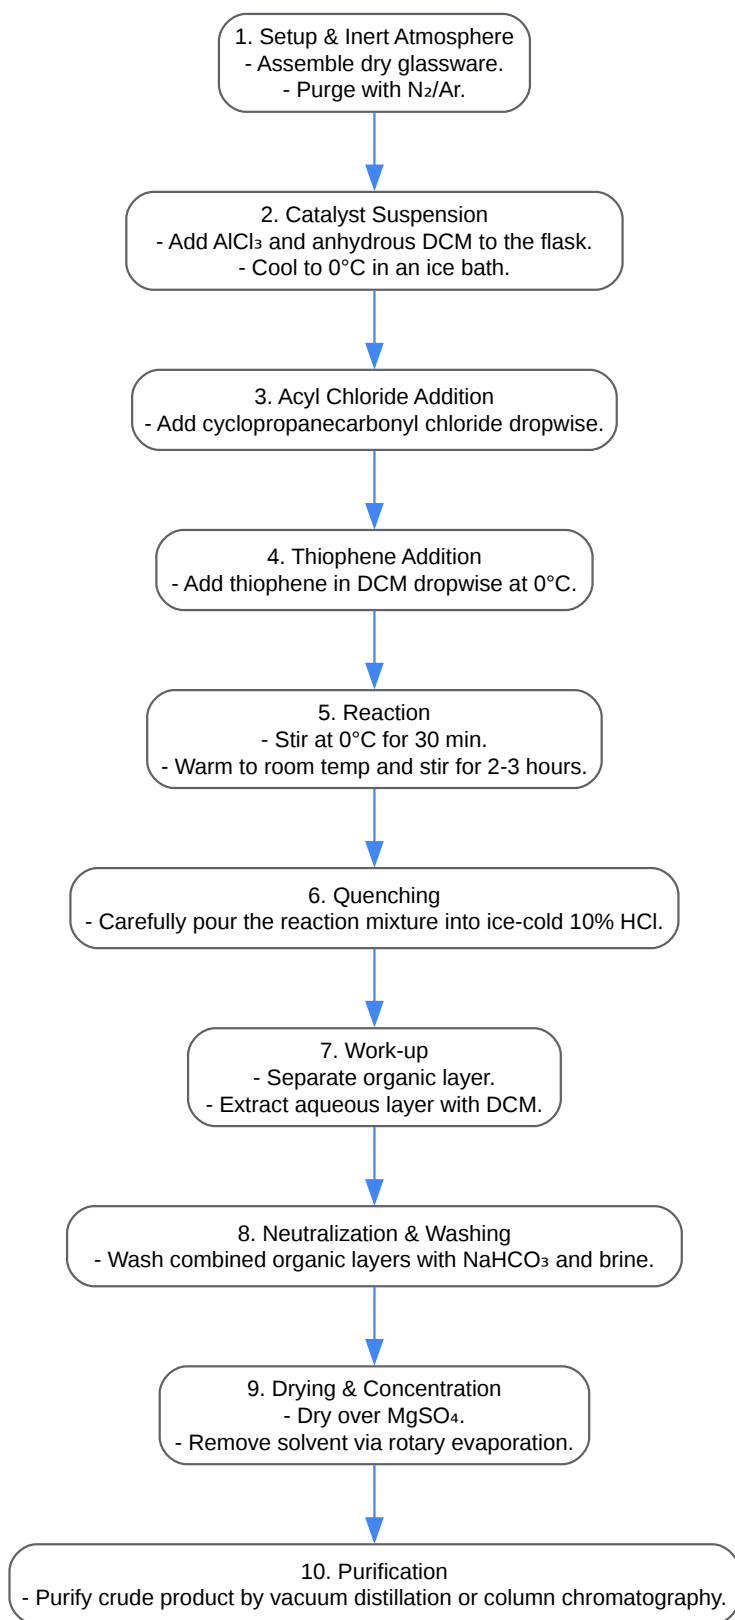 1. Setup & Inert Atmosphere
- Assemble dry glassware.
- Purge with N₂/Ar.
2. Catalyst Suspension
- Add AlCl₃ and anhydrous DCM to the flask.
- Cool to 0°C in an ice bath.
3. Acyl Chloride Addition
- Add cyclopropanecarbonyl chloride dropwise.
4. Thiophene Addition
- Add thiophene in DCM dropwise at 0°C.
5. Reaction
- Stir at 0°C for 30 min.
- Warm to room temp and stir for 2-3 hours.
6. Quenching
- Carefully pour the reaction mixture into ice-cold 10% HCl.
7. Work-up
- Separate organic layer.
- Extract aqueous layer with DCM.
8. Neutralization & Washing
- Wash combined organic layers with NaHCO₃ and brine.
9. Drying & Concentration
- Dry over MgSO₄.
- Remove solvent via rotary evaporation.
10. Purification
- Purify crude product by vacuum distillation or column chromatography.